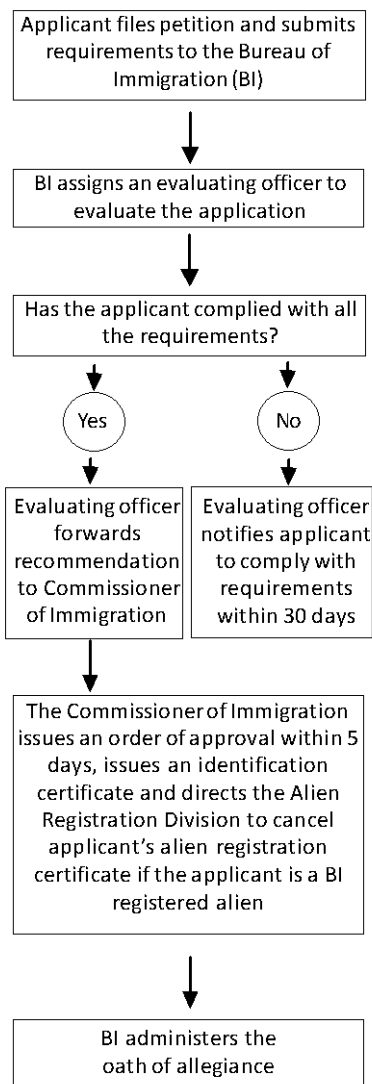 Applicant files petition and submits
requirements to the Bureau of
Immigration (BI)
BI assigns an evaluating officer to
evaluate the application
Has the applicant complied with all
the requirements?
Yes
No
Evaluating officer
forwards
recommendation
to Commissioner
of Immigration
Evaluating officer
notifies applicant
to comply with
requirements
within 30 days
The Commissioner of Immigration
issues an order of approval within 5
days, issues an identification
certificate and directs the Alien
Registration Division to cancel
applicant’s alien registration
certificate if the applicant is a BI
registered alien
BI administers the
oath of allegiance